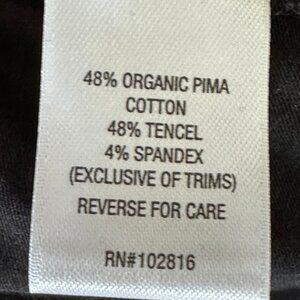 48% ORGANIC PIMA
COTTON
48% TENCEL
4% SPANDEX
(EXCLUSIVE OF TRIMS)
REVERSE FOR CARE
RN#102816